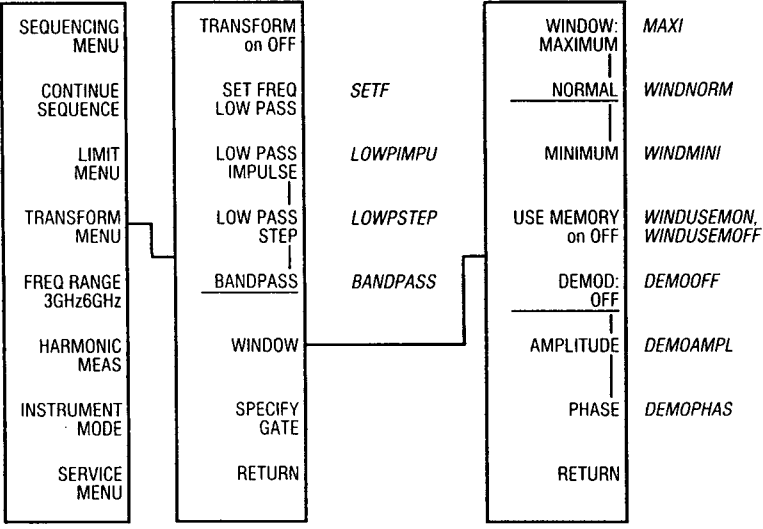 SEQUENCING
MENU
CONTINUE
SEQUENCE
LIMIT
MENU
TRANSFORM
MENU
FREQ RANGE
3GHz6GHz
HARMONIC
MEAS
INSTRUMENT
MODE
SERVICE
MENU
TRANSFORM
on OFF
SET FREQ
LOW PASS
SETF
LOW PASS
IMPULSE
LOWPIMPU
LOW PASS
STEP
LOWPSTEP
BANDPASS
BANDPASS
WINDOW
SPECIFY
GATE
RETURN
WINDOW:
MAXIMUM
MAXI
NORMAL
WINDNORM
MINIMUM
WINDMINI
USE MEMORY
on OFF
WINDUSEMON,
WINDUSEMOFF
DEMOD:
OFF
DEMOOFF
AMPLITUDE
DEMOAMPL
PHASE
DEMOPHAS
RETURN